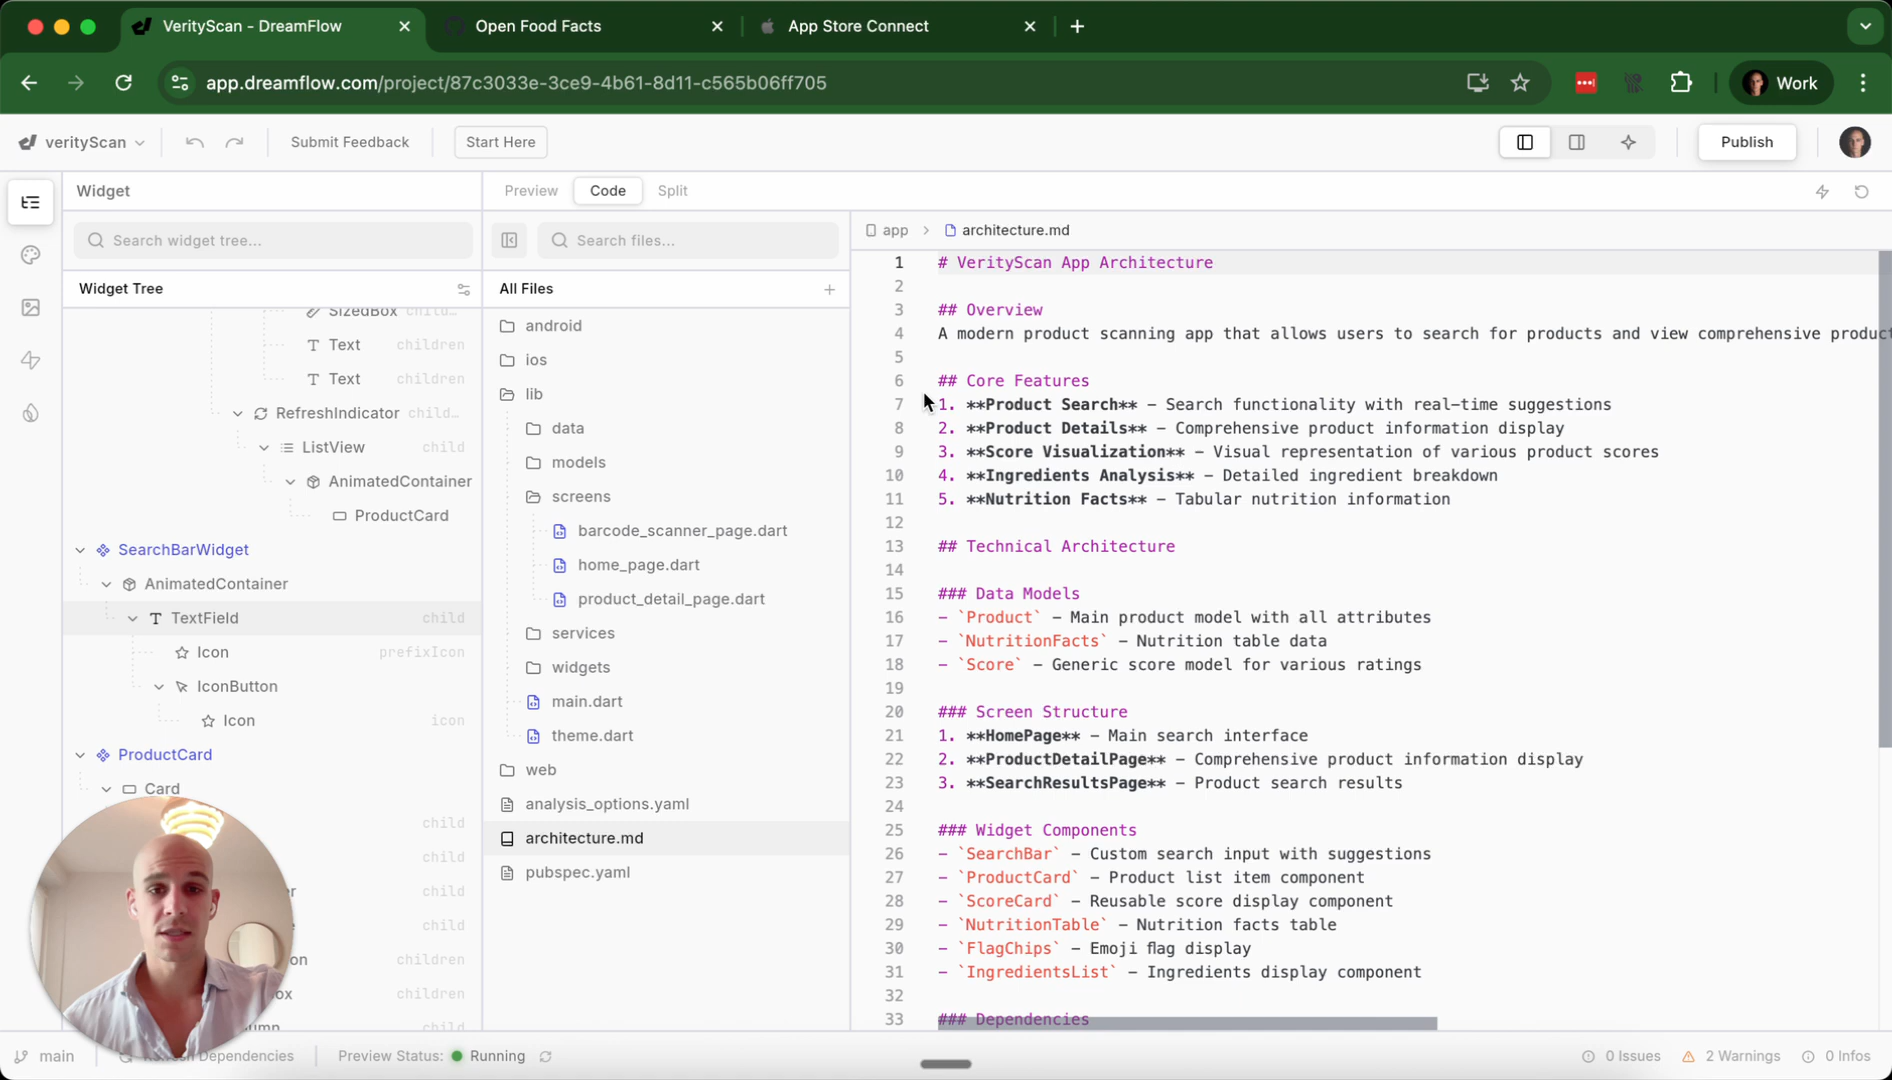 VerityScan - DreamFlow
Open Food Facts
App Store Connect
app.dreamflow.com/project/87c3033e-3ce9-4b61-8d11-c565b06ff705
Work
verityScan
Submit Feedback
Start Here
Publish
Widget
Preview
Code
Split
Search widget tree...
Search files...
app > architecture.md
Widget Tree
All Files
SizedBox
Text children
Text children
RefreshIndicator child...
ListView child
AnimatedContainer
ProductCard
SearchBarWidget
AnimatedContainer
TextField child
Icon prefixIcon
IconButton
Icon icon
ProductCard
Card
child
child
child
child
children
children
child
android
ios
lib
data
models
screens
barcode_scanner_page.dart
home_page.dart
product_detail_page.dart
services
widgets
main.dart
theme.dart
web
analysis_options.yaml
architecture.md
pubspec.yaml
1 # VerityScan App Architecture
2
3 ## Overview
4 A modern product scanning app that allows users to search for products and view comprehensive
5
6 ## Core Features
7 1. **Product Search** - Search functionality with real-time suggestions
8 2. **Product Details** - Comprehensive product information display
9 3. **Score Visualization** - Visual representation of various product scores
10 4. **Ingredients Analysis** - Detailed ingredient breakdown
11 5. **Nutrition Facts** - Tabular nutrition information
12
13 ## Technical Architecture
14
15 ### Data Models
16 - `Product` - Main product model with all attributes
17 - `NutritionFacts` - Nutrition table data
18 - `Score` - Generic score model for various ratings
19
20 ### Screen Structure
21 1. **HomePage** - Main search interface
22 2. **ProductDetailPage** - Comprehensive product information display
23 3. **SearchResultsPage** - Product search results
24
25 ### Widget Components
26 - `SearchBar` - Custom search input with suggestions
27 - `ProductCard` - Product list item component
28 - `ScoreCard` - Reusable score display component
29 - `NutritionTable` - Nutrition facts table
30 - `FlagChips` - Emoji flag display
31 - `IngredientsList` - Ingredients display component
32
33 ### Dependencies
main
Dependencies
Preview Status: Running
0 Issues
2 Warnings
0 Infos